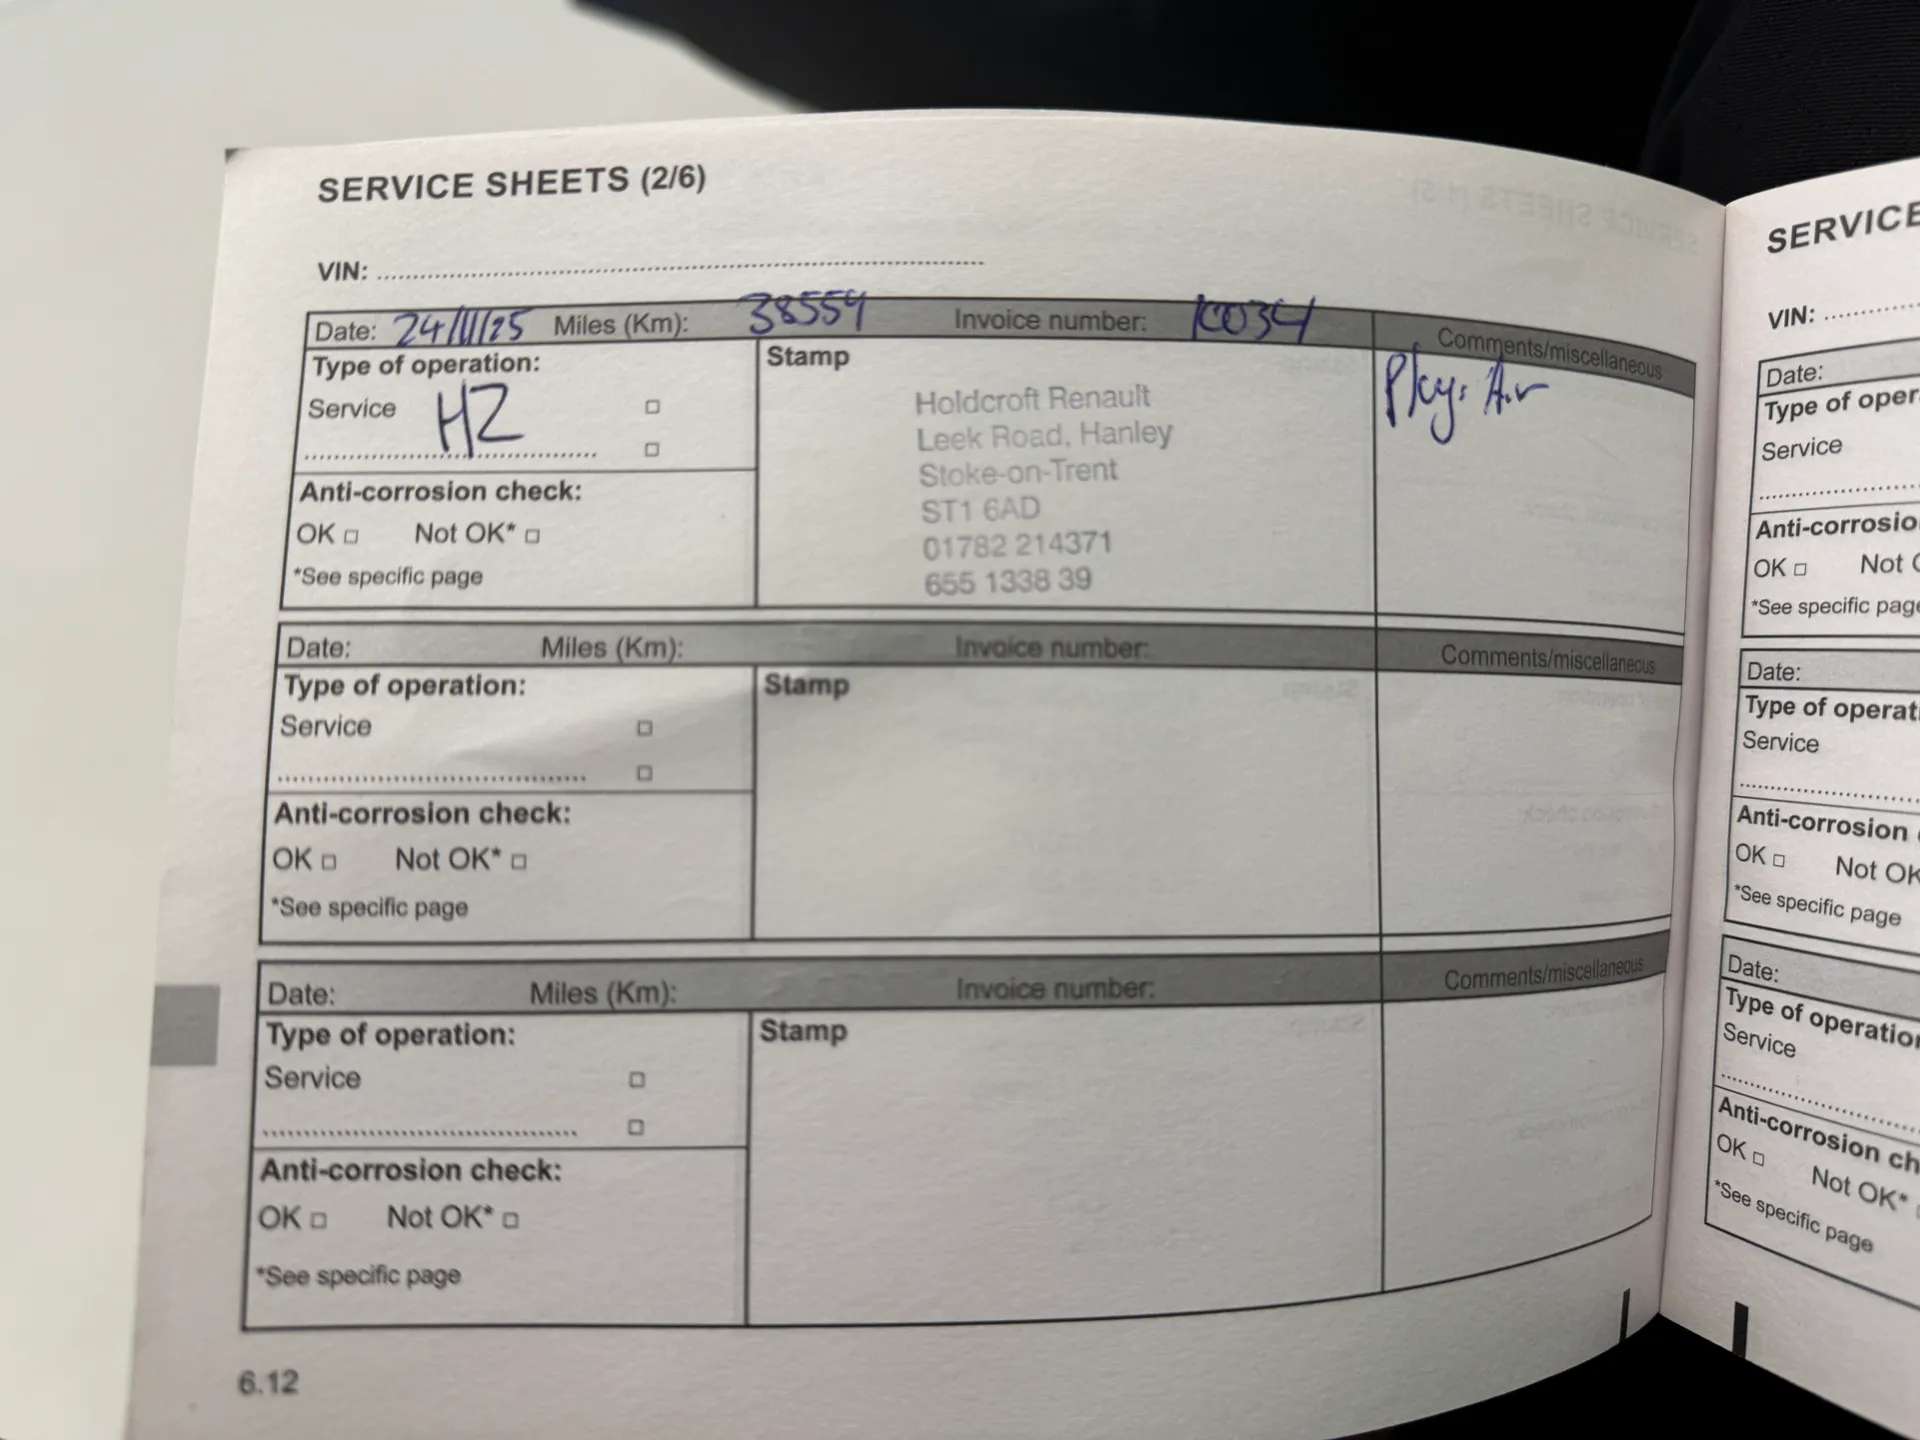 SERVICE SHEETS (2/6)
VIN:
Date: 24/11/25 Miles (Km): 38559 Invoice number: 10034 Comments/miscellaneous
Type of operation:
Service HZ
Stamp
Holdcroft Renault
Leek Road, Hanley
Stoke-on-Trent
ST1 6AD
01782 214371
655 1338 39
Air
Anti-corrosion check:
OK Not OK*
*See specific page
Date: Miles (Km): Invoice number: Comments/miscellaneous
Type of operation:
Service
Stamp
Anti-corrosion check:
OK Not OK*
*See specific page
Date: Miles (Km): Invoice number: Comments/miscellaneous
Type of operation:
Service
Stamp
Anti-corrosion check:
OK Not OK*
*See specific page
6.12
SERVICE
VIN:
Date:
Type of oper
Service
Anti-corrosio
OK Not
*See specific page
Date:
Type of operat
Service
Anti-corrosion
OK Not OK
*See specific page
Date:
Type of operation
Service
Anti-corrosion ch
OK Not OK*
*See specific page